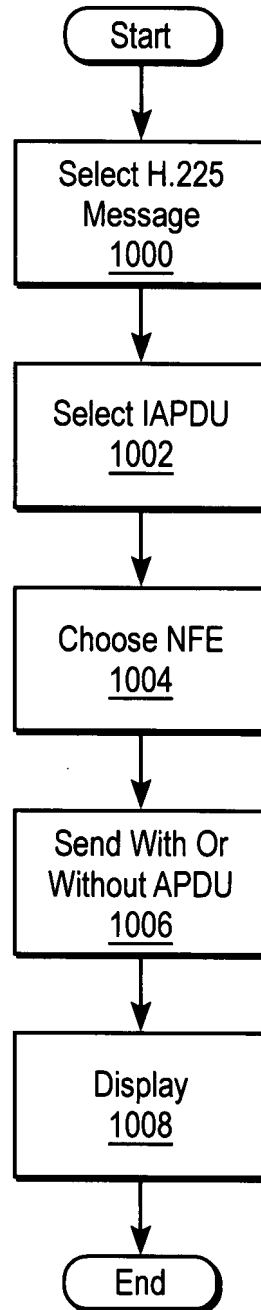 Start
Select H.225
Message
1000
Select IAPDU
1002
Choose NFE
1004
Send With Or
Without APDU
1006
Display
1008
End